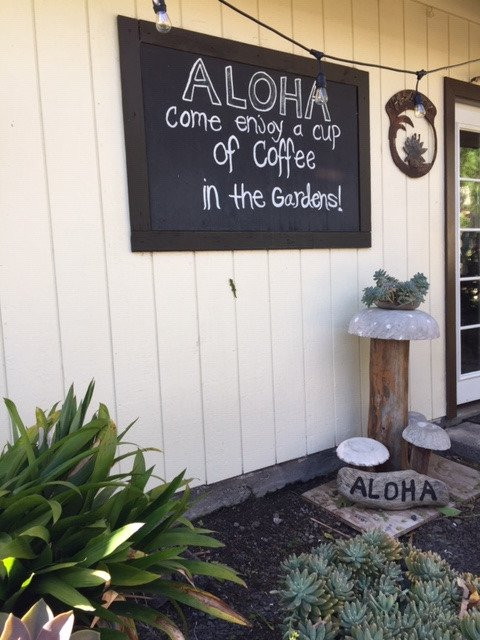 ALOHA
Come enjoy a cup
of Coffee
in the Gardens!
ALOHA